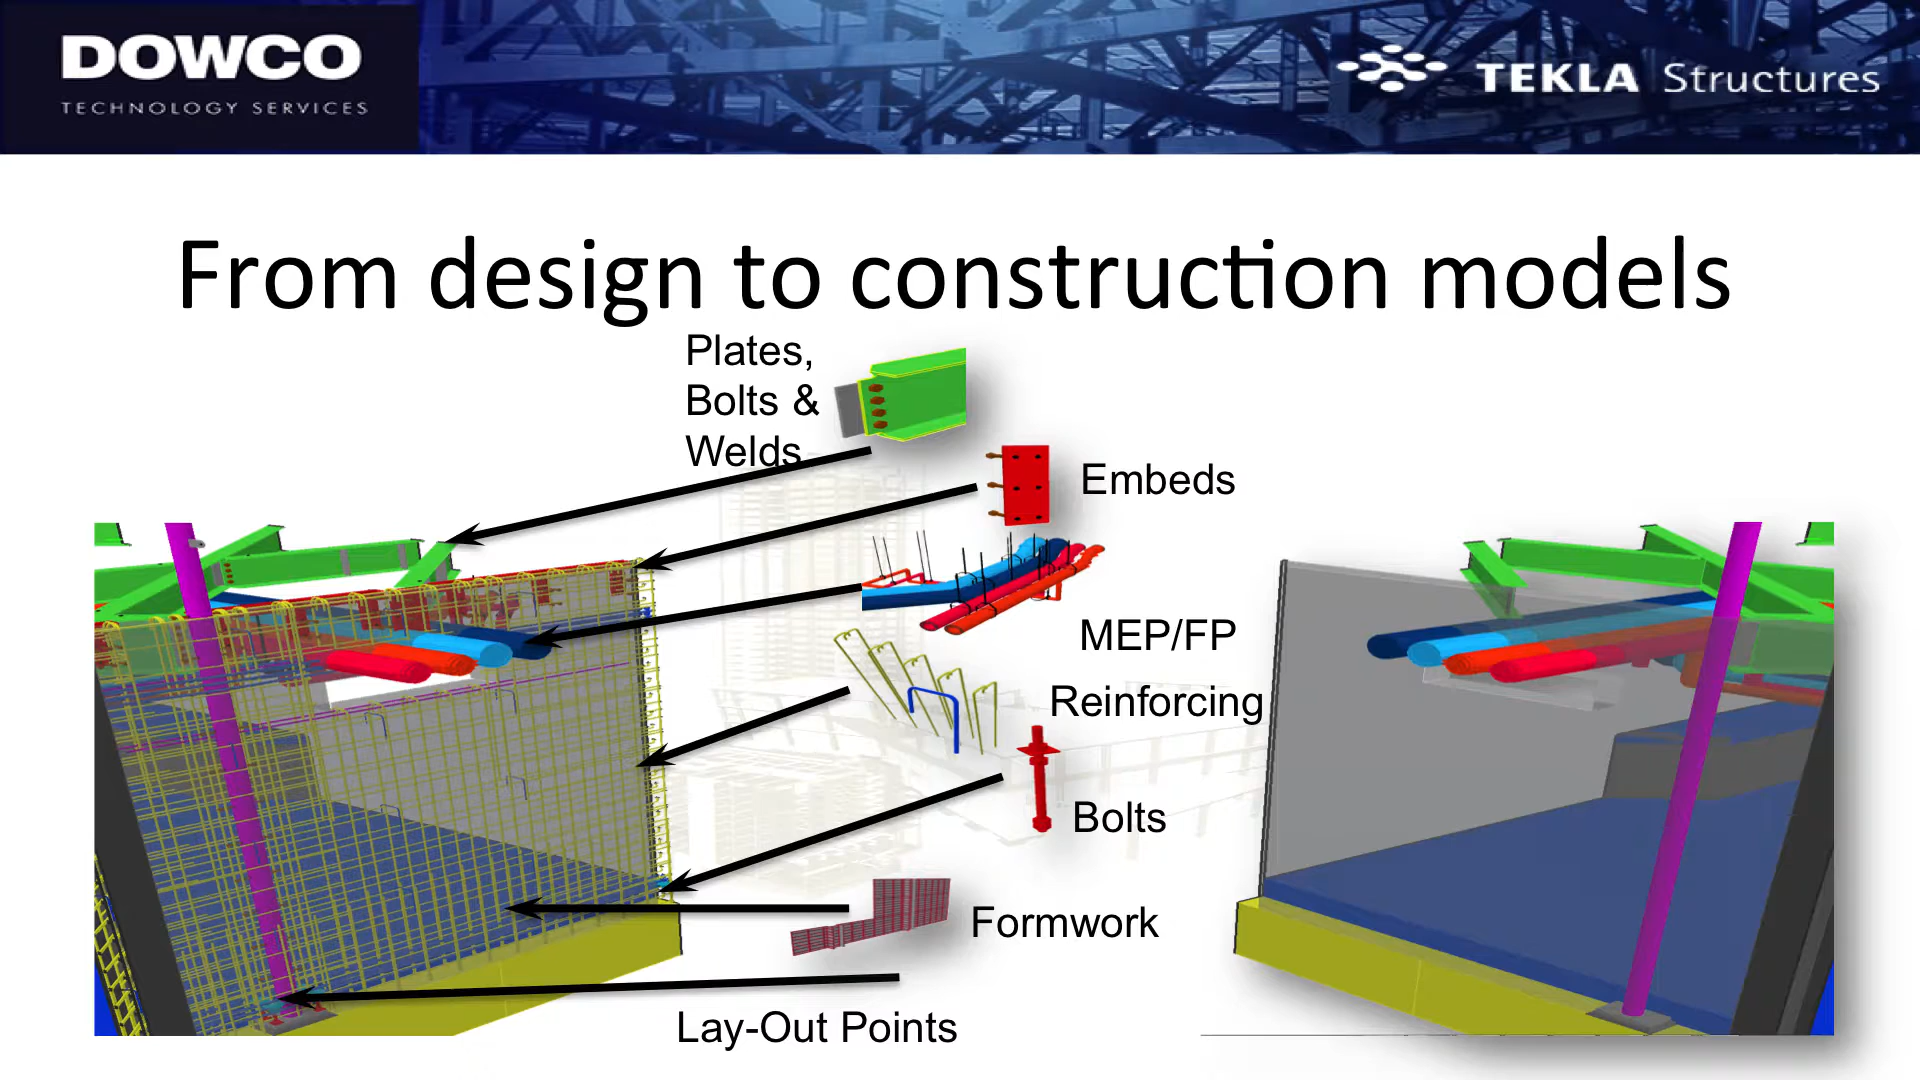 DOWCO
TECHNOLOGY SERVICES
TEKLA Structures
From design to construction models
Plates,
Bolts &
Welds
Embeds
MEP/FP
Reinforcing
Bolts
Formwork
Lay-Out Points